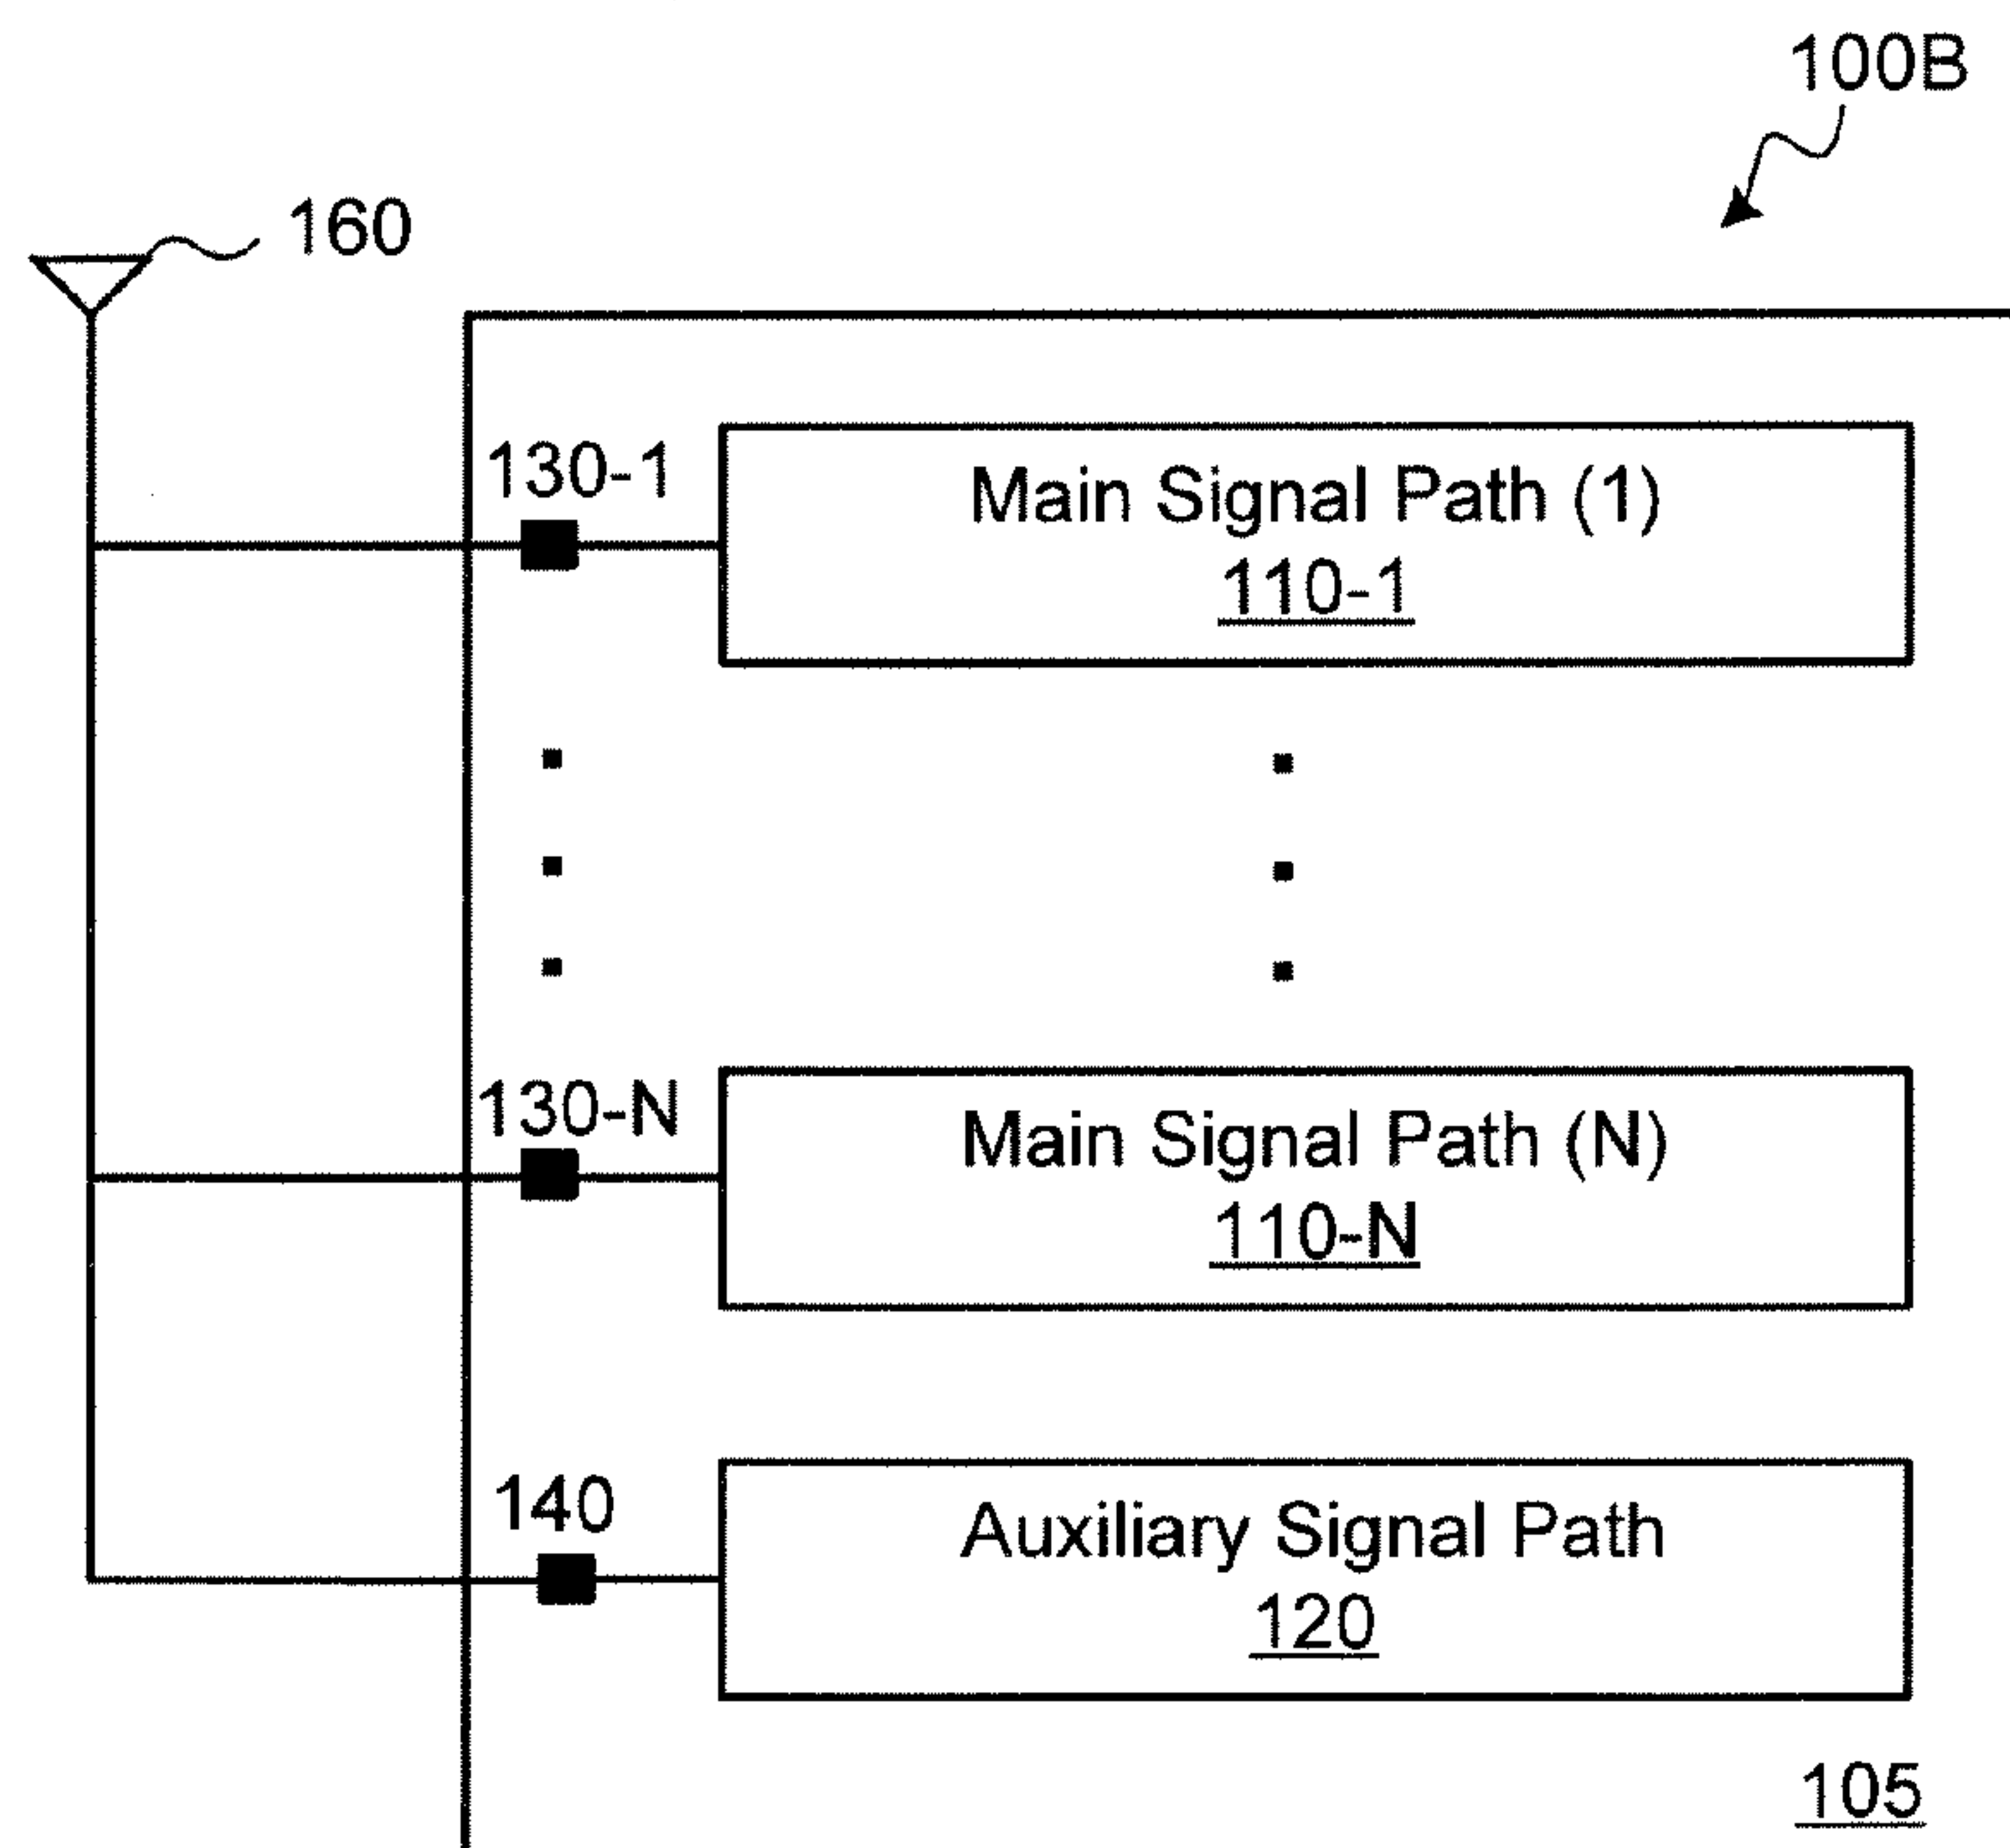 100B
160
130-1
Main Signal Path (1)
110-1
130-N
Main Signal Path (N)
110-N
140
Auxiliary Signal Path
120
105